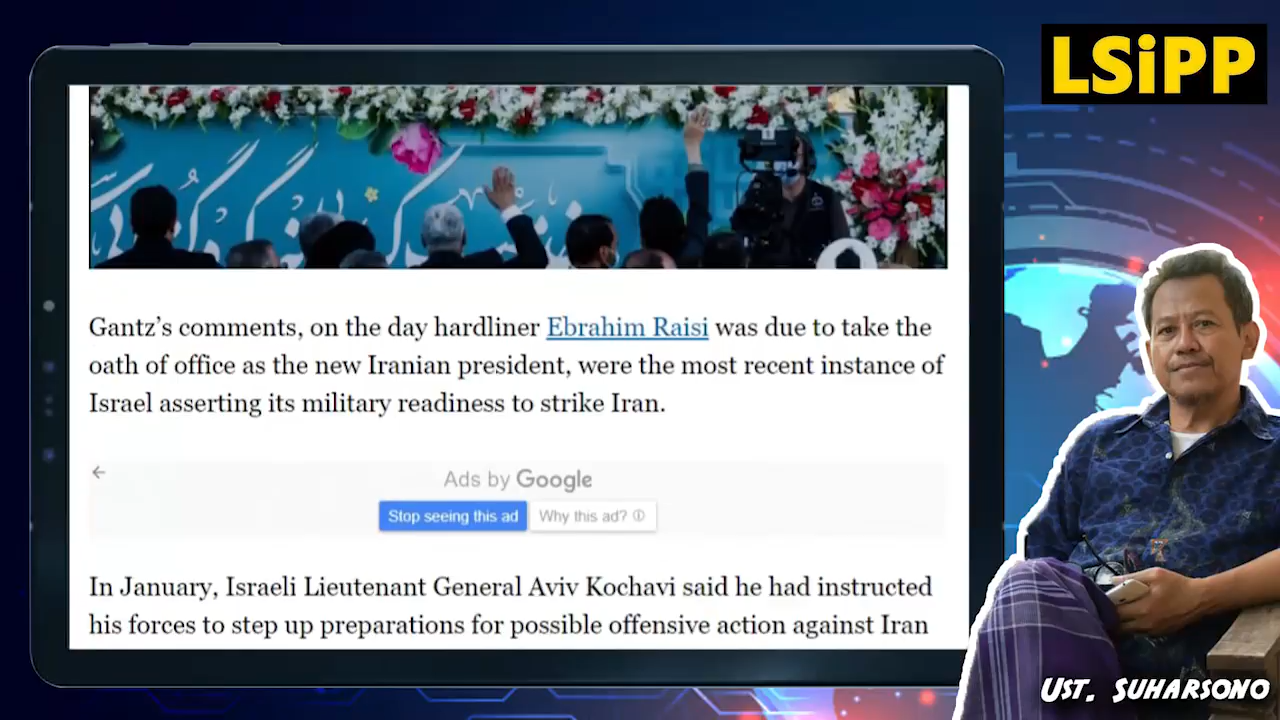 LSiPP
Gantz’s comments, on the day hardliner Ebrahim Raisi was due to take the
oath of office as the new Iranian president, were the most recent instance of
Israel asserting its military readiness to strike Iran.
Ads by Google
Stop seeing this ad
Why this ad?
In January, Israeli Lieutenant General Aviv Kochavi said he had instructed
his forces to step up preparations for possible offensive action against Iran
UST. SUHARSONO